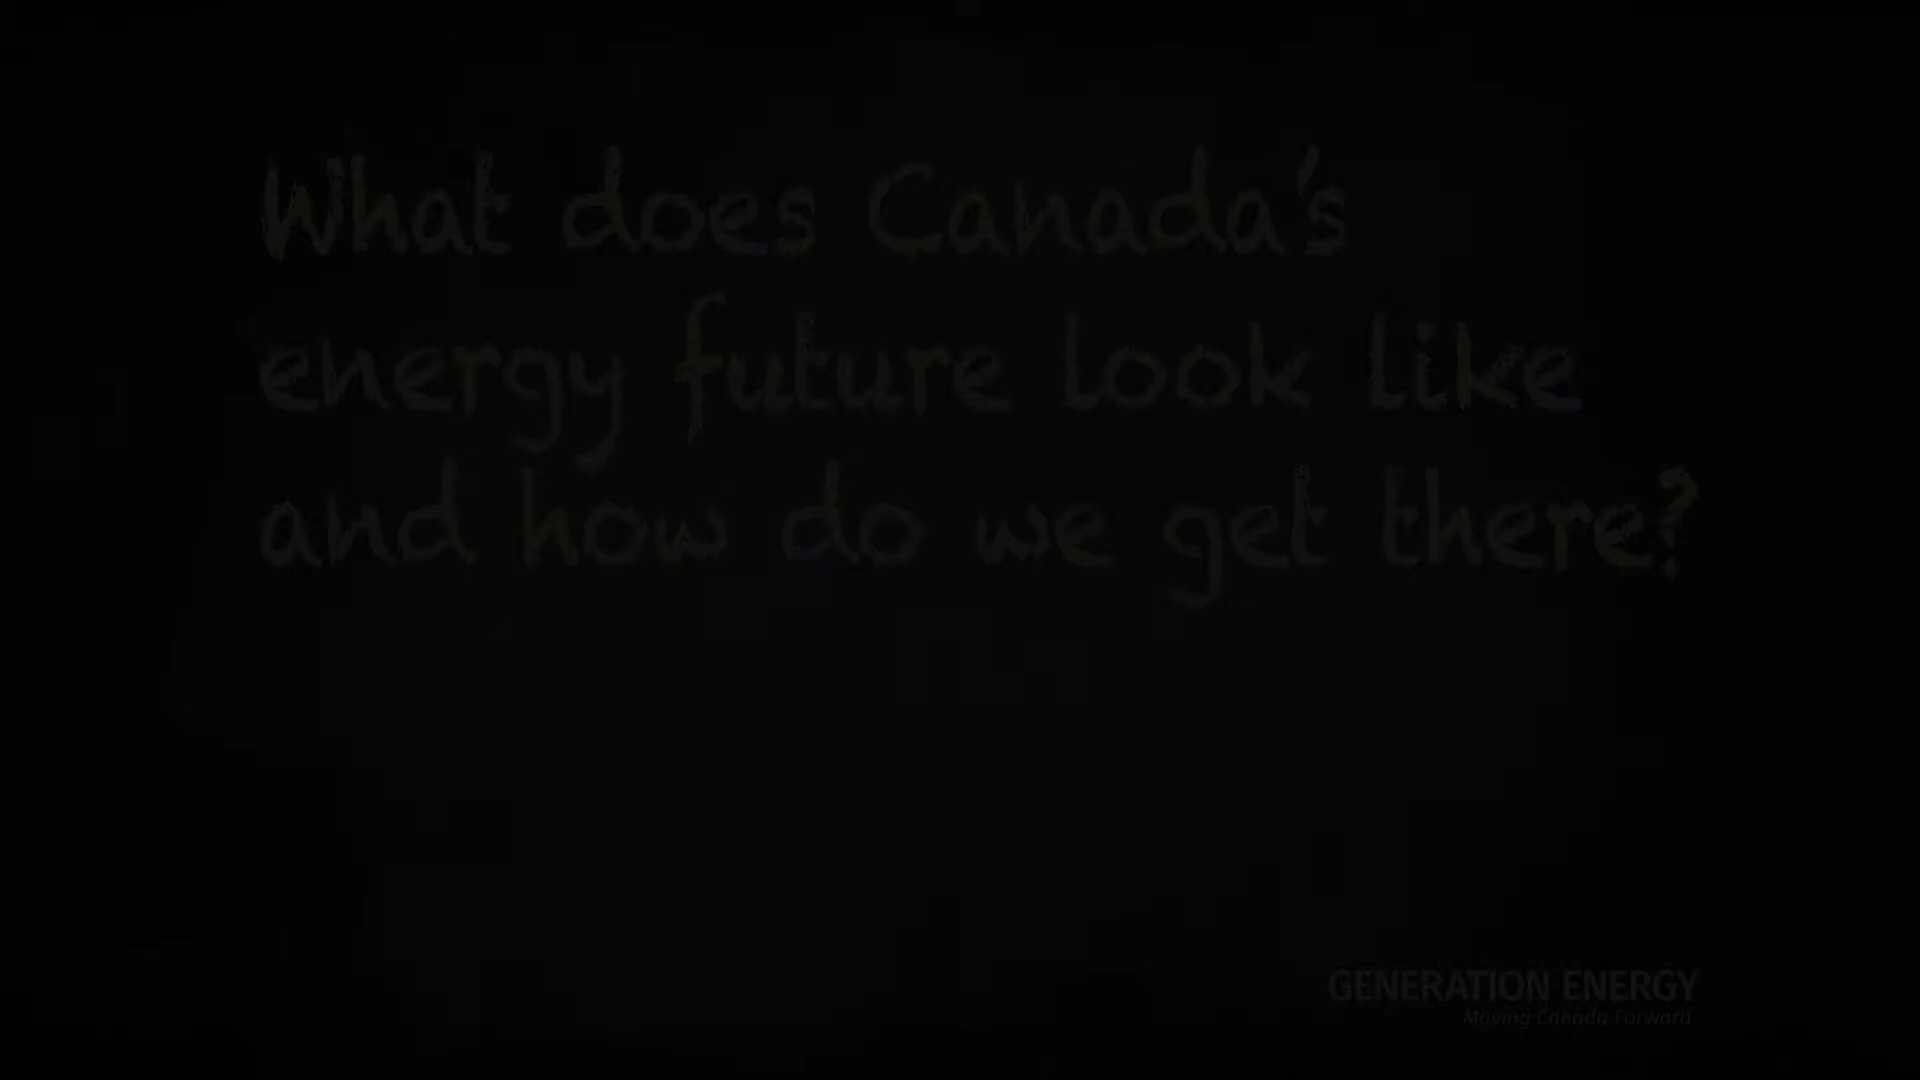 What does Canada's
energy future look like
and how do we get there?
GENERATION ENERGY
Moving Canada Forward